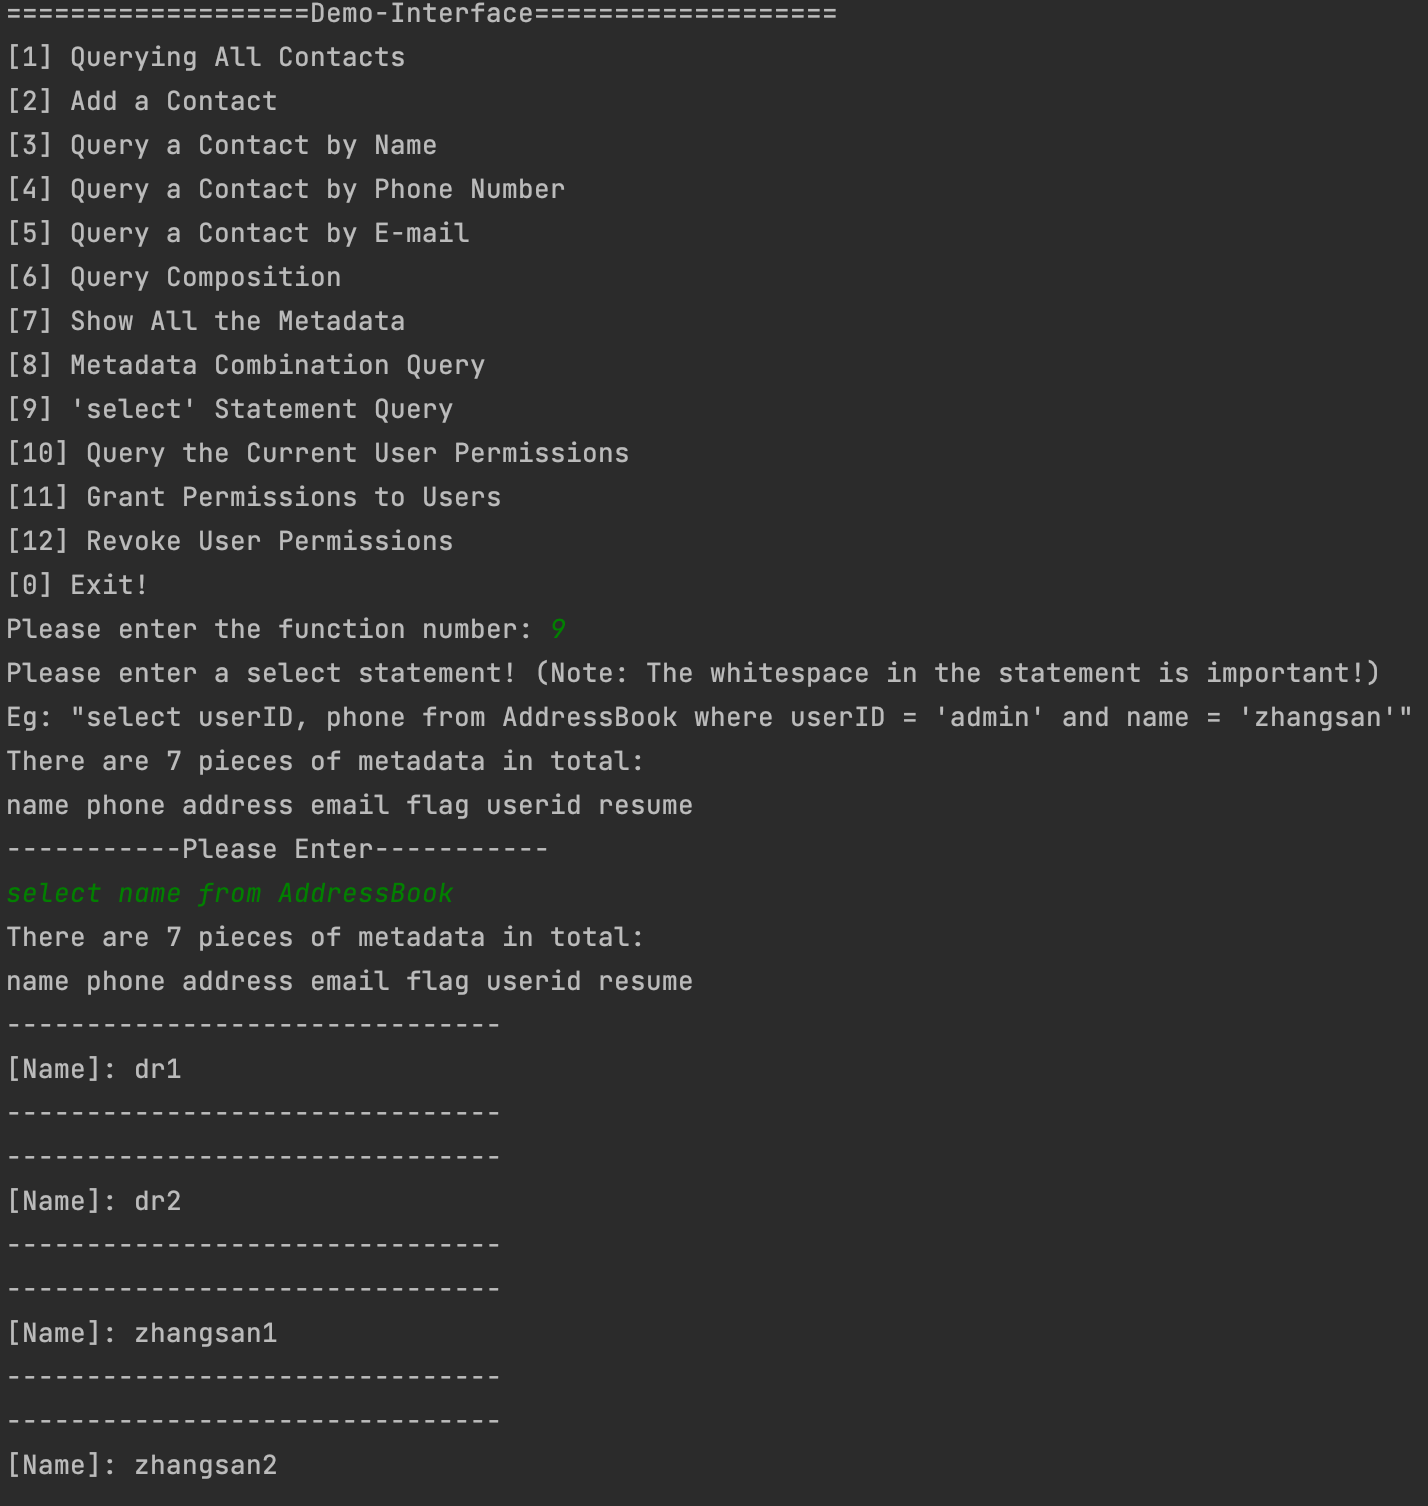 ===================Demo-Interface===================
[1] Querying All Contacts
[2] Add a Contact
[3] Query a Contact by Name
[4] Query a Contact by Phone Number
[5] Query a Contact by E-mail
[6] Query Composition
[7] Show All the Metadata
[8] Metadata Combination Query
[9] 'select' Statement Query
[10] Query the Current User Permissions
[11] Grant Permissions to Users
[12] Revoke User Permissions
[0] Exit!
Please enter the function number: 9
Please enter a select statement! (Note: The whitespace in the statement is important!)
Eg: "select userID, phone from AddressBook where userID = 'admin' and name = 'zhangsan'"
There are 7 pieces of metadata in total:
name phone address email flag userid resume
-----------Please Enter-----------
select name from AddressBook
There are 7 pieces of metadata in total:
name phone address email flag userid resume
-------------------------------
[Name]: dr1
-------------------------------
-------------------------------
[Name]: dr2
-------------------------------
-------------------------------
[Name]: zhangsan1
-------------------------------
-------------------------------
[Name]: zhangsan2